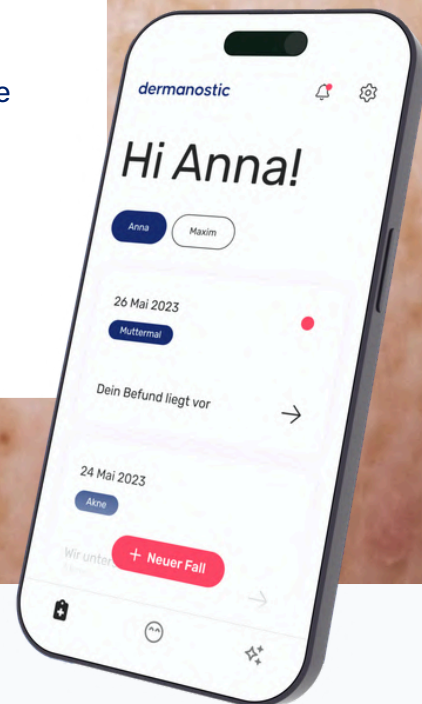 e
dermanostic
Hi Anna!
Anna
Maxim
26 Mai 2023
Muttermal
Dein Befund liegt vor
24 Mai 2023
Akne
Wir
+ Neuer Fall